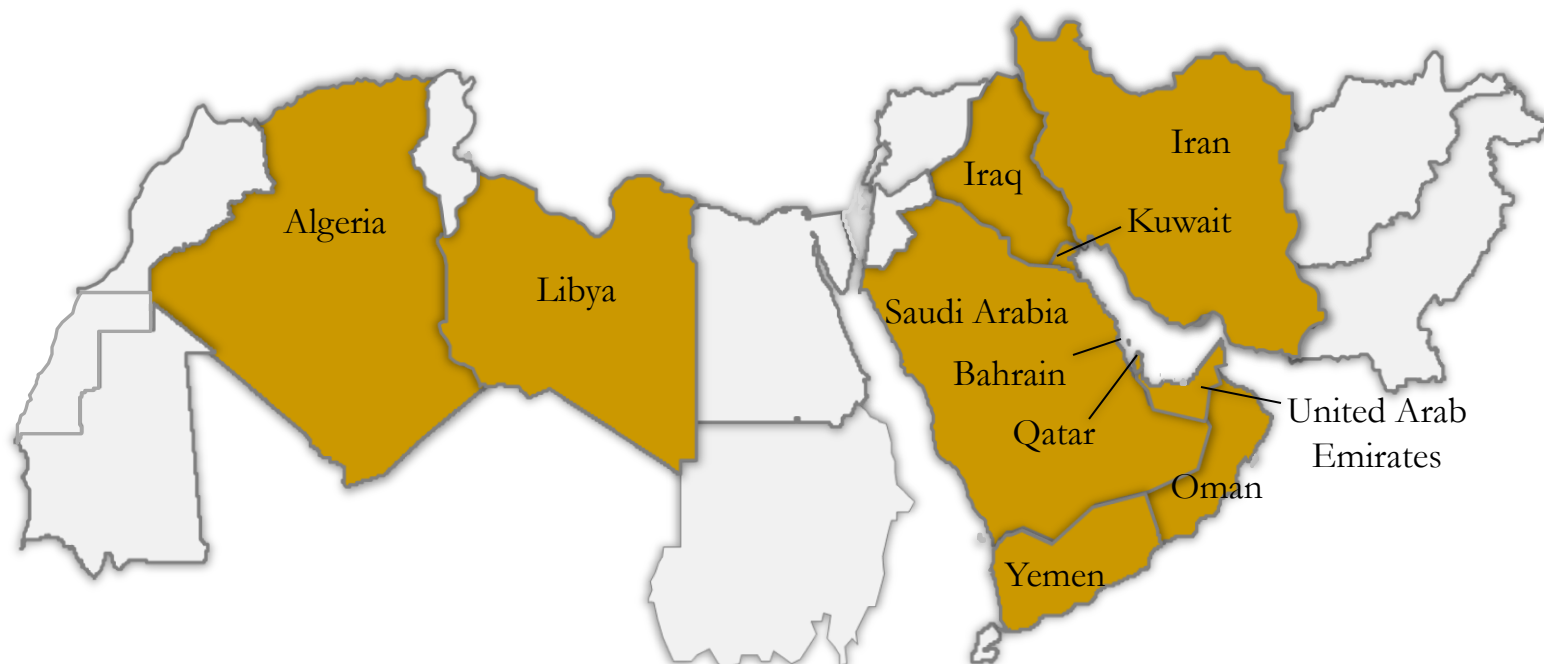 Iran
Iraq
Algeria
Kuwait
Libya
Saudi Arabia
Bahrain
United Arab
Emirates
Qatar
Oman
Yemen